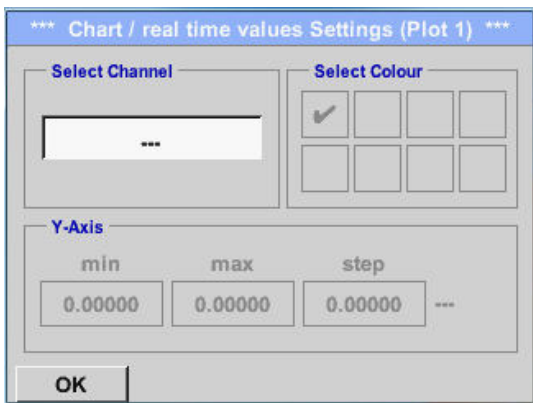 *** Chart / real time values Settings (Plot 1) ***
Select Channel
---
Select Colour
✔
Y-Axis
min max step
0.00000 0.00000 0.00000 ---
OK